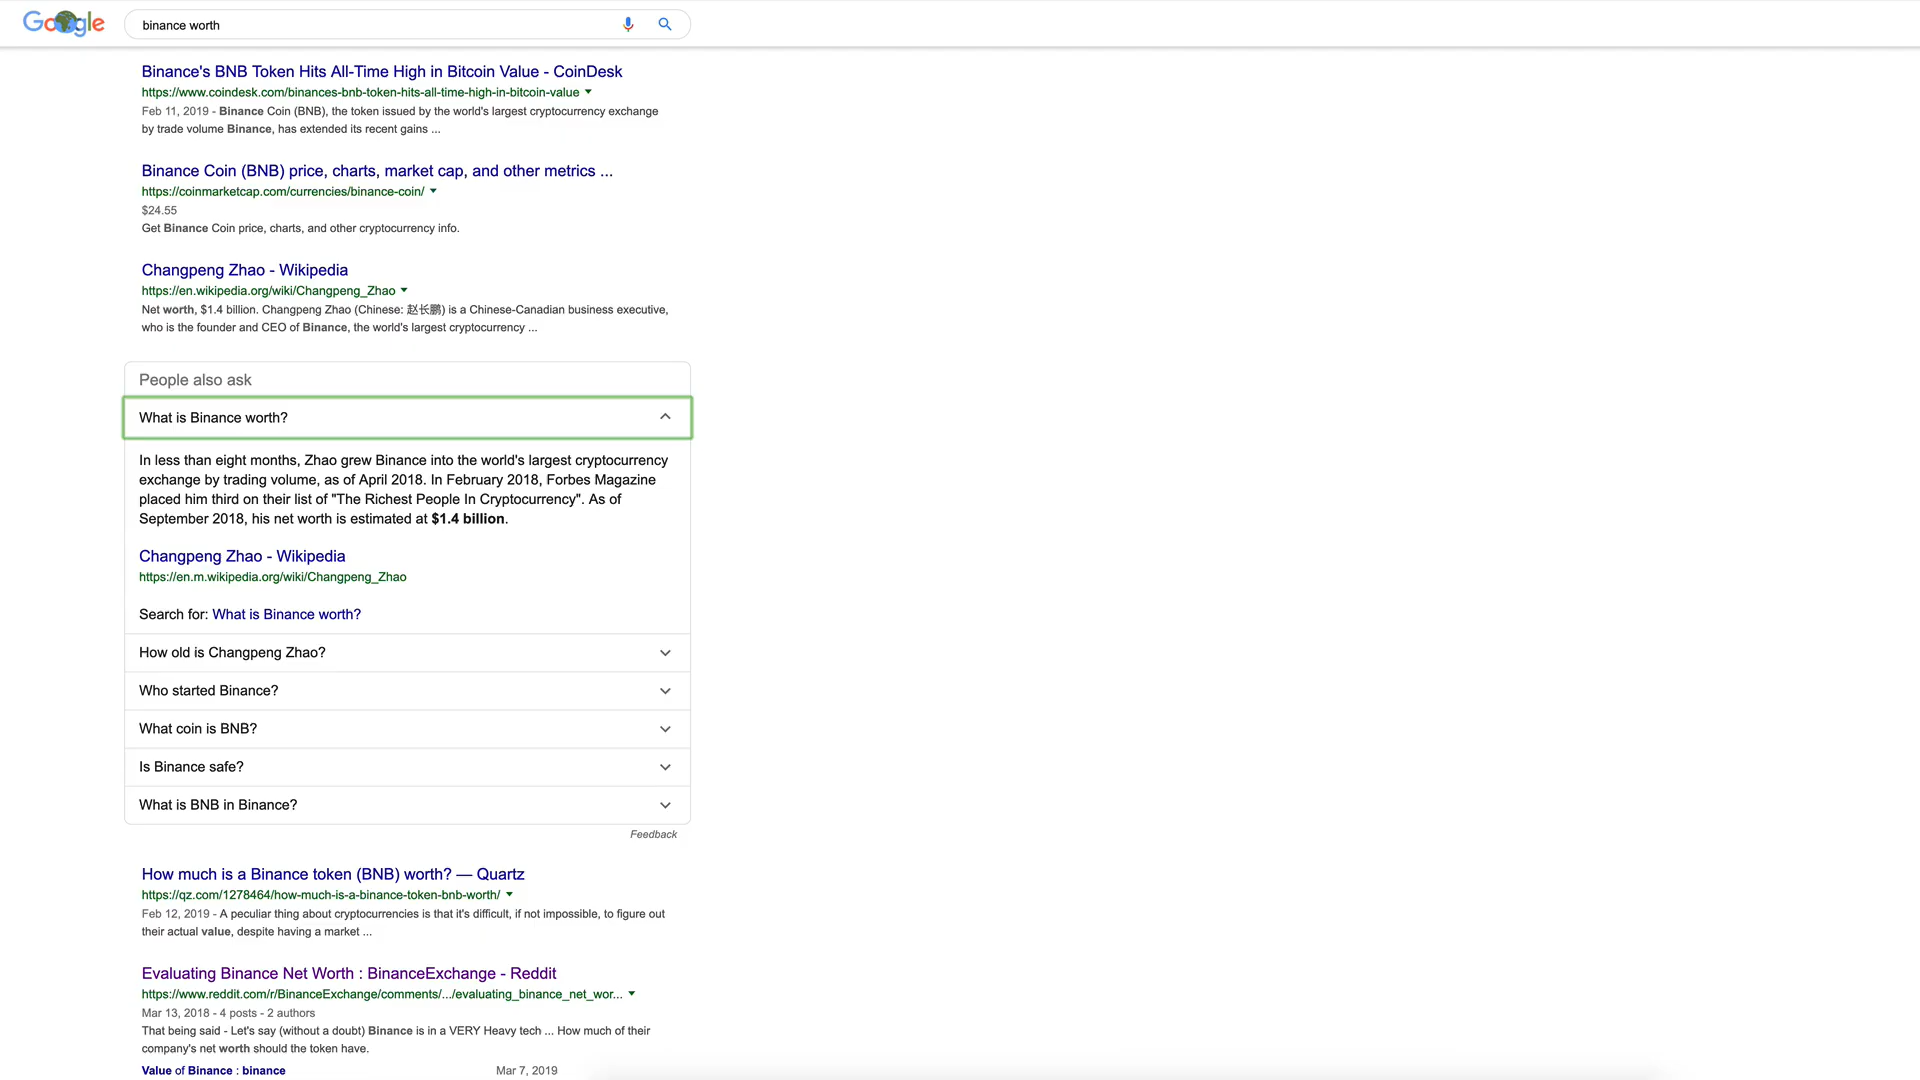 Google
binance worth
Binance's BNB Token Hits All-Time High in Bitcoin Value - CoinDesk
https://www.coindesk.com/binances-bnb-token-hits-all-time-high-in-bitcoin-value
Feb 11, 2019 - Binance Coin (BNB), the token issued by the world's largest cryptocurrency exchange
by trade volume Binance, has extended its recent gains ...
Binance Coin (BNB) price, charts, market cap, and other metrics ...
https://coinmarketcap.com/currencies/binance-coin/
$24.55
Get Binance Coin price, charts, and other cryptocurrency info.
Changpeng Zhao - Wikipedia
https://en.wikipedia.org/wiki/Changpeng_Zhao
Net worth, $1.4 billion. Changpeng Zhao (Chinese: 赵长鹏) is a Chinese-Canadian business executive,
who is the founder and CEO of Binance, the world's largest cryptocurrency ...
People also ask
What is Binance worth?
In less than eight months, Zhao grew Binance into the world's largest cryptocurrency
exchange by trading volume, as of April 2018. In February 2018, Forbes Magazine
placed him third on their list of "The Richest People In Cryptocurrency". As of
September 2018, his net worth is estimated at $1.4 billion.
Changpeng Zhao - Wikipedia
https://en.m.wikipedia.org/wiki/Changpeng_Zhao
Search for: What is Binance worth?
How old is Changpeng Zhao?
Who started Binance?
What coin is BNB?
Is Binance safe?
What is BNB in Binance?
Feedback
How much is a Binance token (BNB) worth? — Quartz
https://qz.com/1278464/how-much-is-a-binance-token-bnb-worth/
Feb 12, 2019 - A peculiar thing about cryptocurrencies is that it's difficult, if not impossible, to figure out
their actual value, despite having a market ...
Evaluating Binance Net Worth : BinanceExchange - Reddit
https://www.reddit.com/r/BinanceExchange/comments/.../evaluating_binance_net_wor...
Mar 13, 2018 - 4 posts - 2 authors
That being said - Let's say (without a doubt) Binance is in a VERY Heavy tech ... How much of their
company's net worth should the token have.
Value of Binance : binance Mar 7, 2019